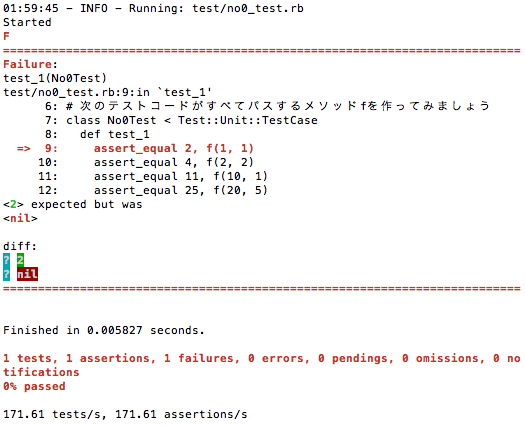 01:59:45 - INFO - Running: test/no0_test.rb
Started
F
===============================================================================
Failure:
test_1(No0Test)
test/no0_test.rb:9:in `test_1'
      6: # 次のテストコードがすべてパスするメソッドfを作ってみましょう
      7: class No0Test < Test::Unit::TestCase
      8:   def test_1
  =>  9:     assert_equal 2, f(1, 1)
     10:     assert_equal 4, f(2, 2)
     11:     assert_equal 11, f(10, 1)
     12:     assert_equal 25, f(20, 5)
<2> expected but was
<nil>
diff:
? 2
? nil
===============================================================================
Finished in 0.005827 seconds.
1 tests, 1 assertions, 1 failures, 0 errors, 0 pendings, 0 omissions, 0 no
tifications
0% passed
171.61 tests/s, 171.61 assertions/s